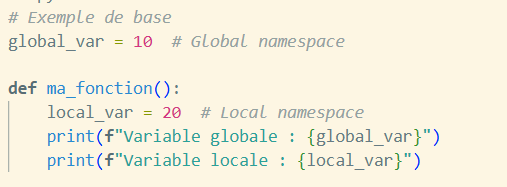 # Exemple de base
global_var = 10  # Global namespace

def ma_fonction():
    local_var = 20  # Local namespace
    print(f"Variable globale : {global_var}")
    print(f"Variable locale : {local_var}")